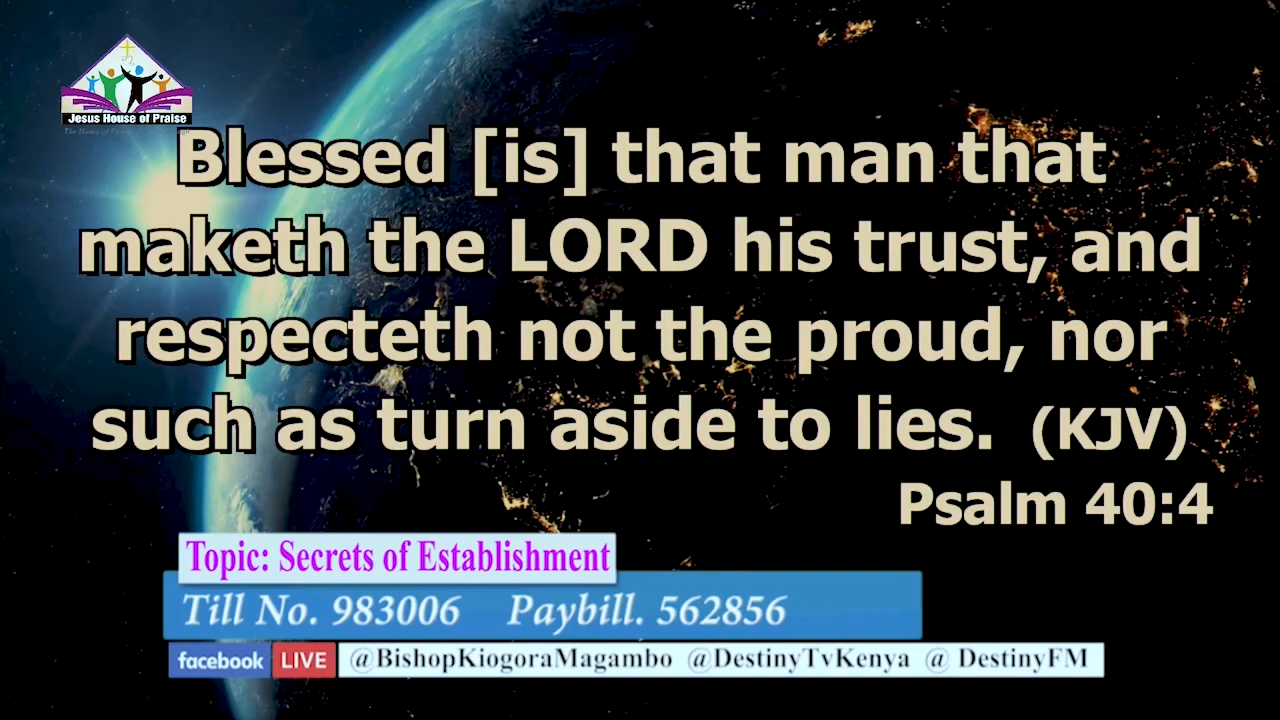 Jesus House of Praise
Blessed [is] that man that
maketh the LORD his trust, and
respecteth not the proud, nor
such as turn aside to lies. (KJV)
Psalm 40:4
Topic: Secrets of Establishment
Till No. 983006 Paybill. 562856
facebook LIVE @BishopKiogoraMagambo @DestinyTvKenya @ DestinyFM